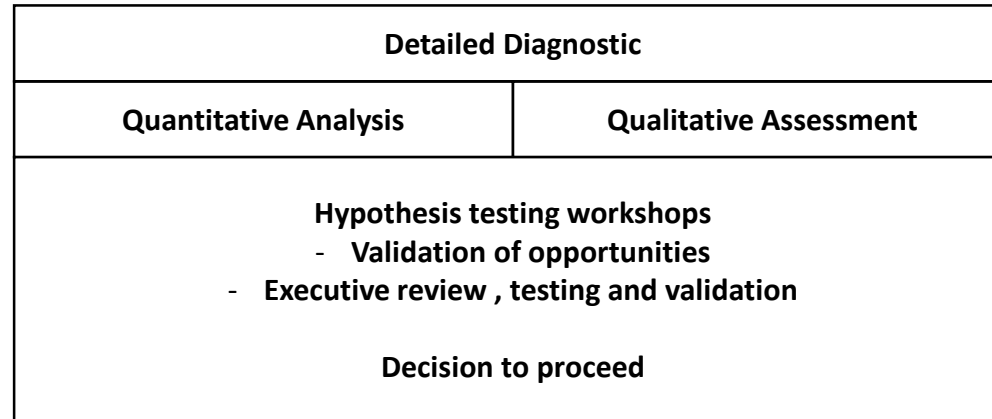 Detailed Diagnostic
Quantitative Analysis
Qualitative Assessment
Hypothesis testing workshops
- Validation of opportunities
- Executive review , testing and validation
Decision to proceed